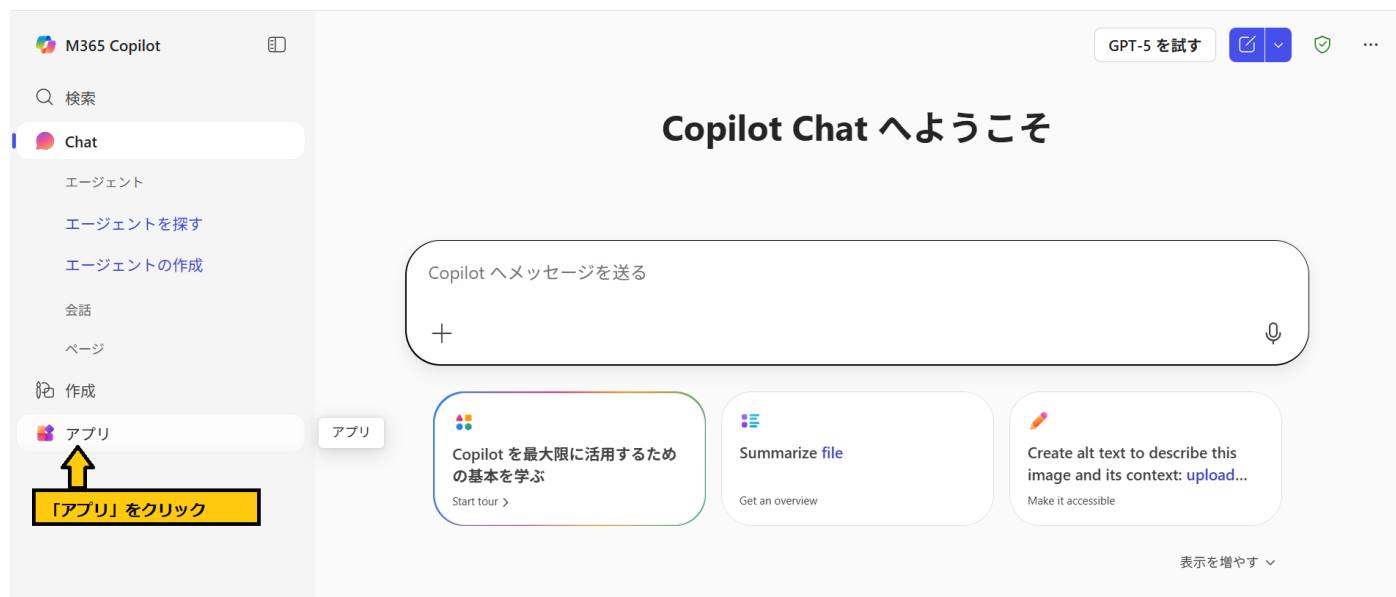 M365 Copilot
検索
Chat
エージェント
エージェントを探す
エージェントの作成
会話
ページ
作成
アプリ
アプリ
「アプリ」をクリック
GPT-5 を試す
Copilot Chat へようこそ
Copilot へメッセージを送る
Copilot を最大限に活用するため
の基本を学ぶ
Start tour
Summarize file
Get an overview
Create alt text to describe this
image and its context: upload...
Make it accessible
表示を増やす